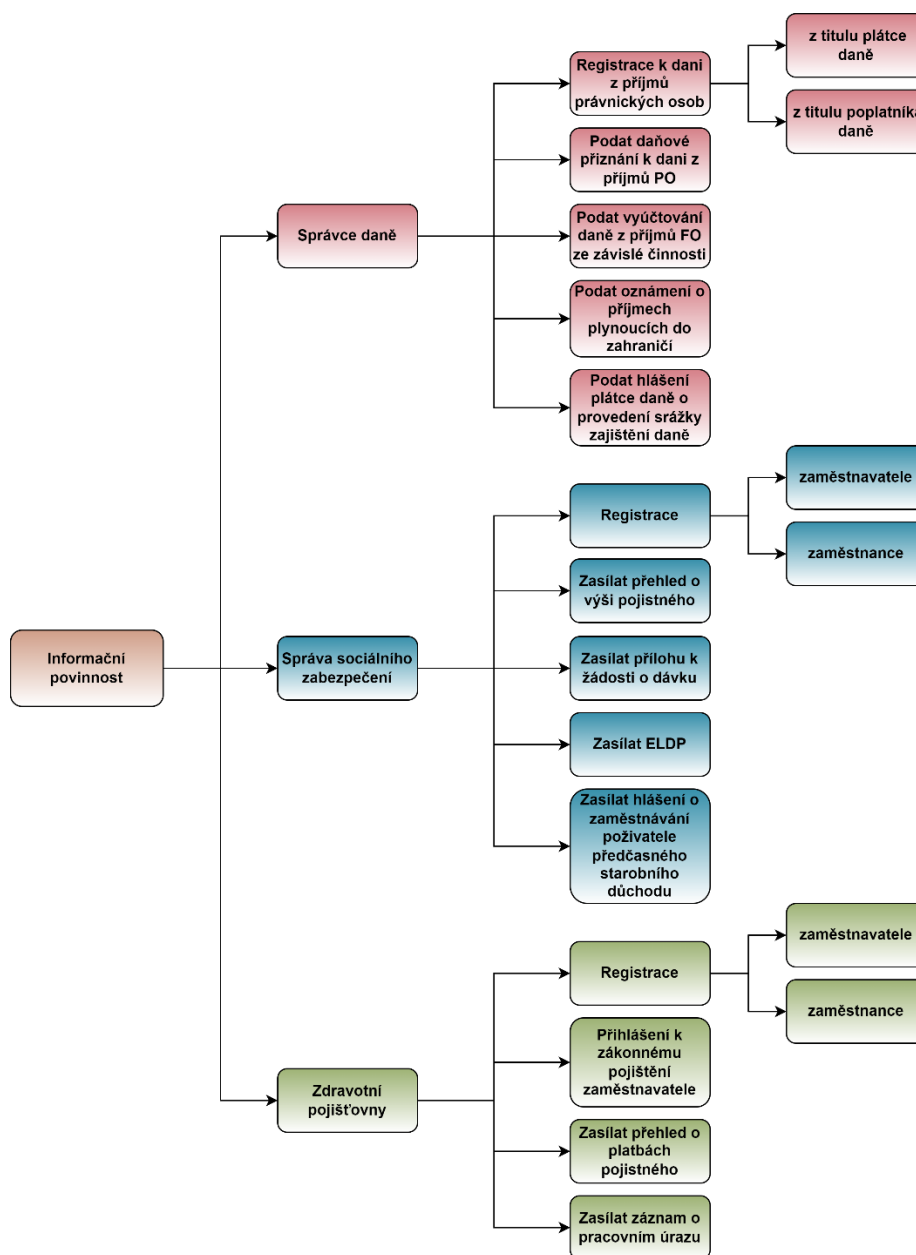 z titulu plátce
daně
Registrace k dani
z příjmů
právnických osob
z titulu poplatníka
daně
Podat daňové
přiznání k dani z
příjmů PO
Správce daně
Podat vyúčtování
daně z příjmů FO
ze závislé činnosti
Podat oznámení o
příjmech
plynoucích do
zahraničí
Podat hlášení
plátce daně o
provedení srážky
zajištění daně
zaměstnavatele
Registrace
zaměstnance
Zasílat přehled o
výši pojistného
Informační
povinnost
Správa sociálního
zabezpečení
Zasílat přílohu k
žádosti o dávku
Zasílat ELDP
Zasílat hlášení o
zaměstnávání
poživatele
předčasného
starobního
důchodu
zaměstnavatele
Registrace
zaměstnance
Přihlášení k
zákonnému
pojištění
zaměstnavatele
Zdravotní
pojišťovny
Zasílat přehled o
platbách
pojistného
Zasílat záznam o
pracovním úrazu